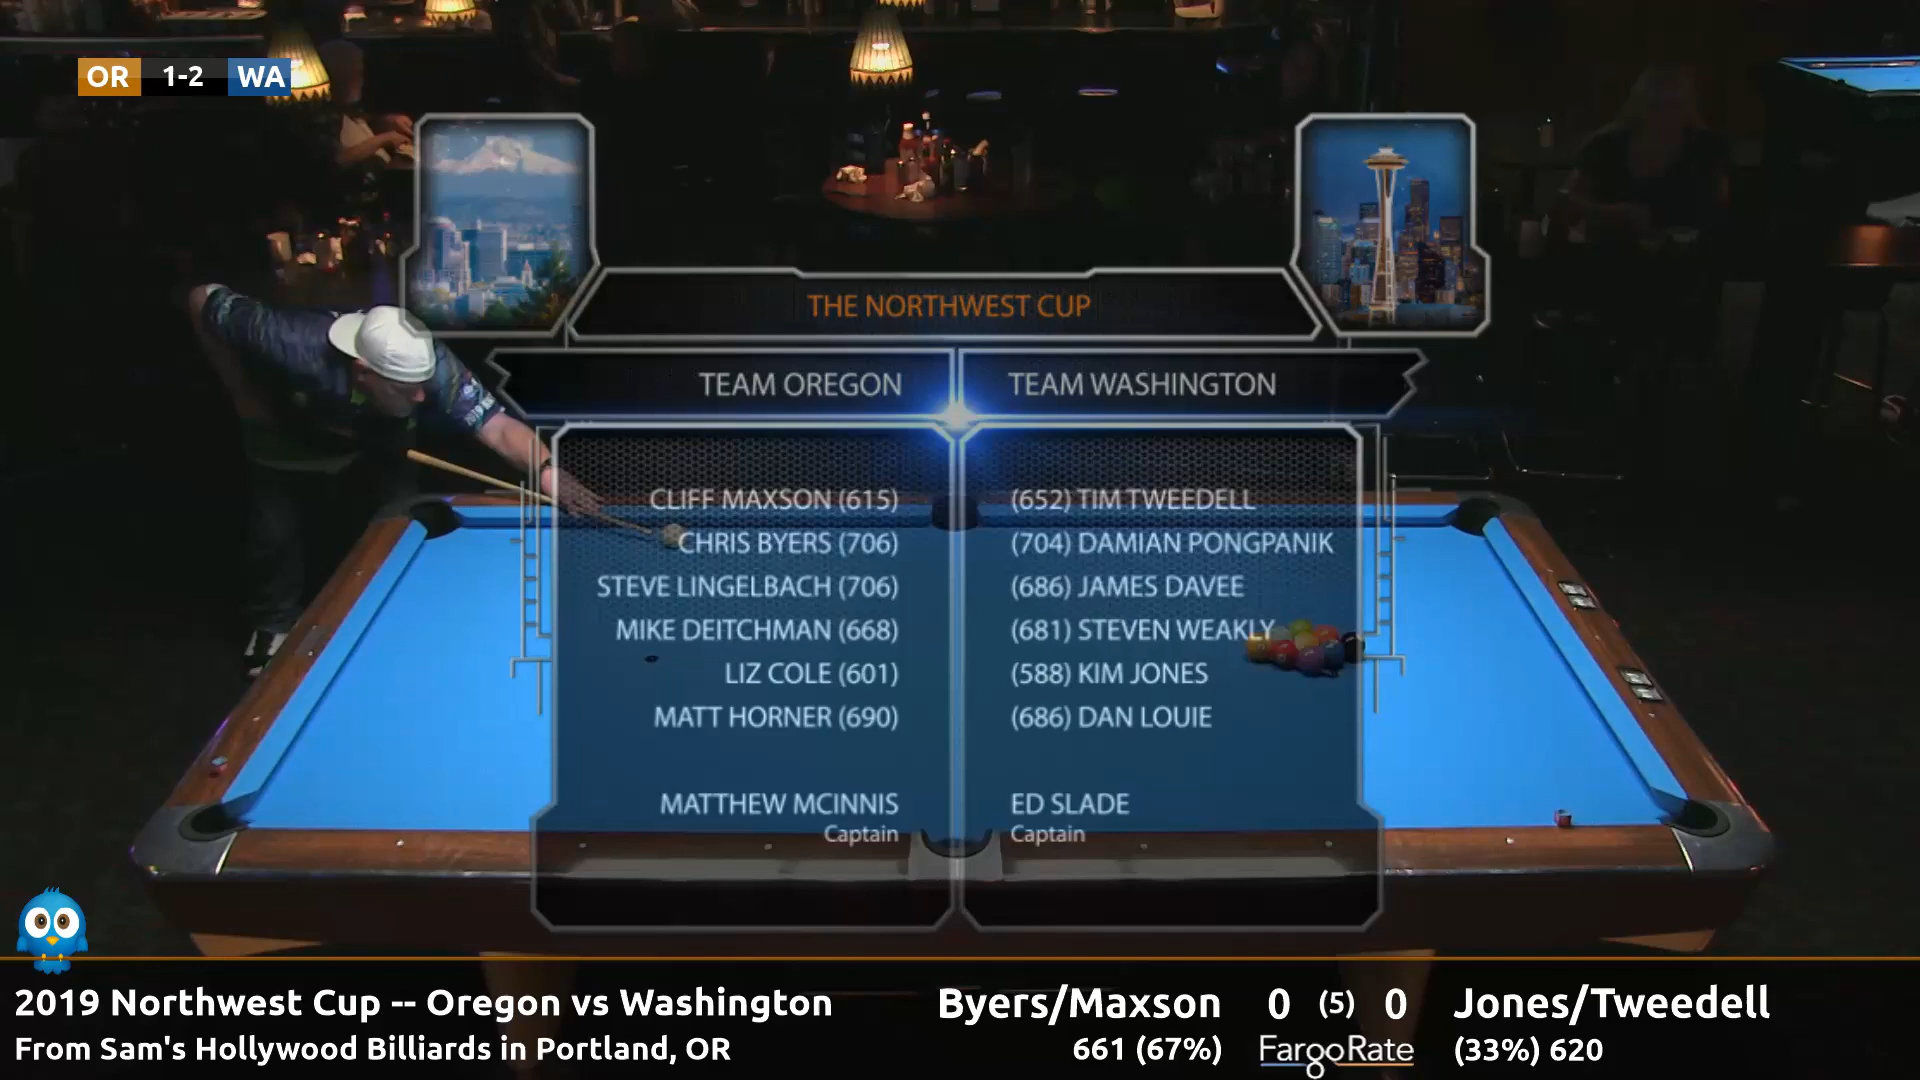 OR 1-2 WA
THE NORTHWEST CUP
TEAM OREGON
TEAM WASHINGTON
CLIFF MAXSON (615)
(652) TIM TWEEDELL
CHRIS BYERS (706)
(704) DAMIAN PONGPANIK
STEVE LINGELBACH (706)
(686) JAMES DAVEE
MIKE DEITCHMAN (668)
(681) STEVEN WEAKLY
LIZ COLE (601)
(588) KIM JONES
MATT HORNER (690)
(686) DAN LOUIE
MATTHEW MCINNIS
Captain
ED SLADE
Captain
2019 Northwest Cup -- Oregon vs Washington
From Sam's Hollywood Billiards in Portland, OR
Byers/Maxson 0 (5) 0 Jones/Tweedell
661 (67%) FargoRate (33%) 620